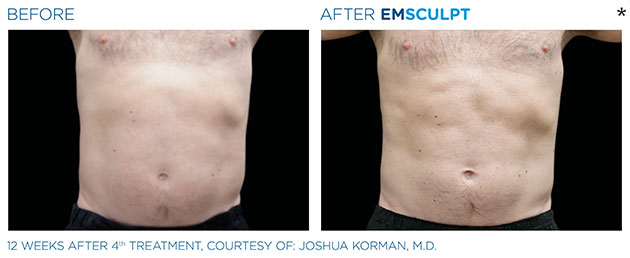 BEFORE
AFTER EMSCULPT *
12 WEEKS AFTER 4th TREATMENT, COURTESY OF: JOSHUA KORMAN, M.D.